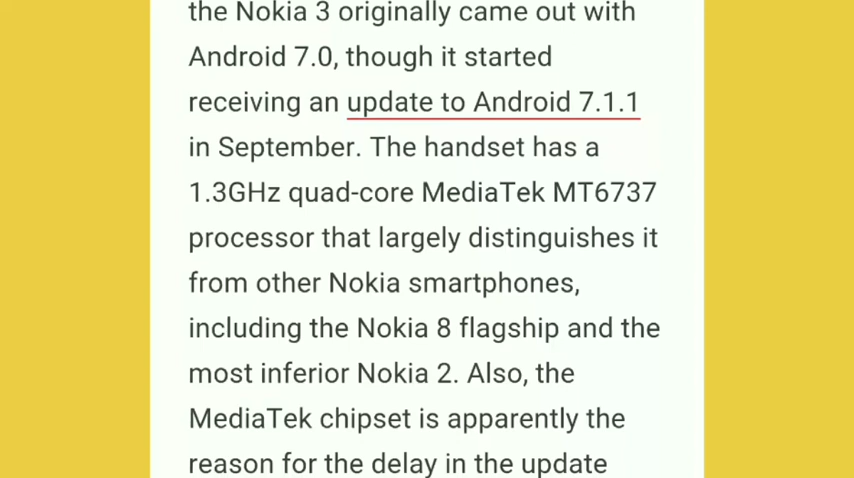 the Nokia 3 originally came out with
Android 7.0, though it started
receiving an update to Android 7.1.1
in September. The handset has a
1.3GHz quad-core MediaTek MT6737
processor that largely distinguishes it
from other Nokia smartphones,
including the Nokia 8 flagship and the
most inferior Nokia 2. Also, the
MediaTek chipset is apparently the
reason for the delay in the update